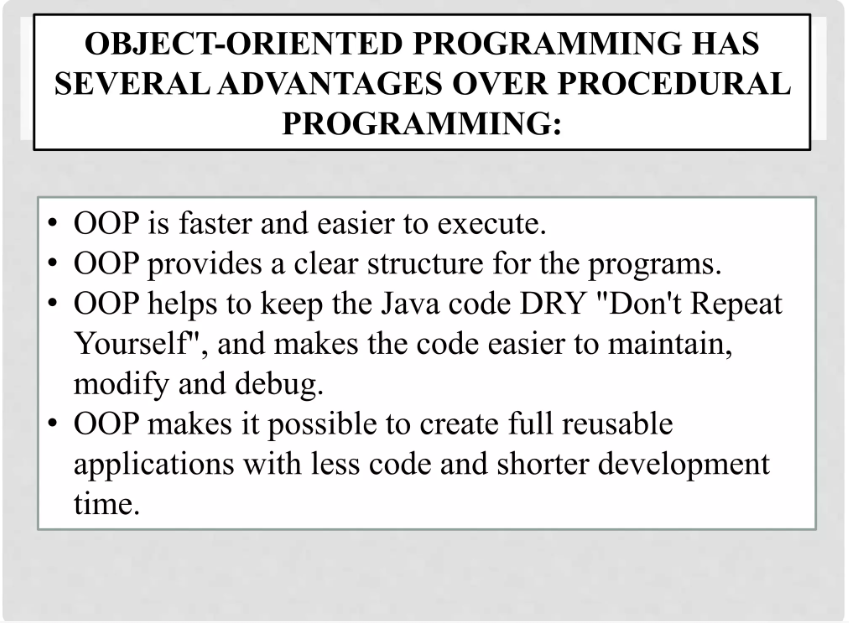 OBJECT-ORIENTED PROGRAMMING HAS
SEVERAL ADVANTAGES OVER PROCEDURAL
PROGRAMMING:
• OOP is faster and easier to execute.
• OOP provides a clear structure for the programs.
• OOP helps to keep the Java code DRY "Don't Repeat
Yourself", and makes the code easier to maintain,
modify and debug.
• OOP makes it possible to create full reusable
applications with less code and shorter development
time.